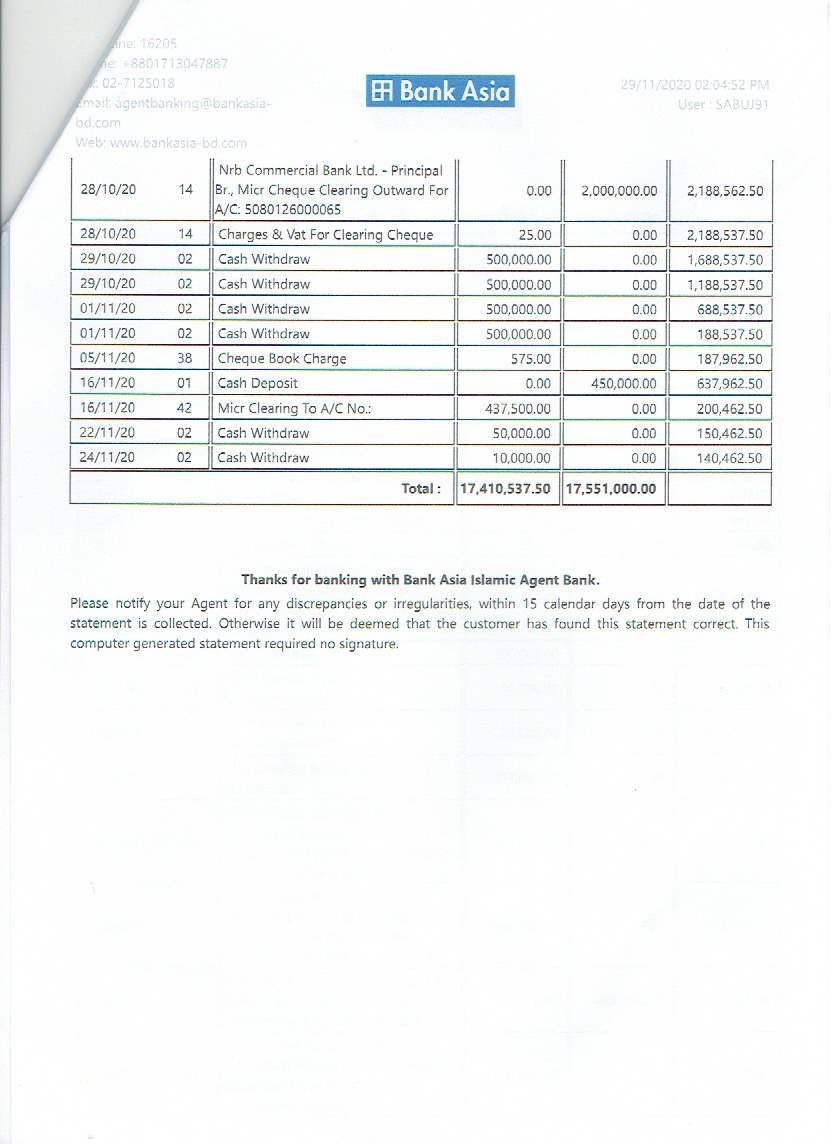 ine: 16205
ne: +8801713047887
: 02-7125018
Email: agentbanking@bankasia-
bd.com
Web: www.bankasia-bd.com
Bank Asia
29/11/2020 02:04:52 PM
User : SABUJ91
28/10/20 14 Nrb Commercial Bank Ltd. - Principal
Br., Micr Cheque Clearing Outward For
A/C: 5080126000065 0.00 2,000,000.00 2,188,562.50
28/10/20 14 Charges & Vat For Clearing Cheque 25.00 0.00 2,188,537.50
29/10/20 02 Cash Withdraw 500,000.00 0.00 1,688,537.50
29/10/20 02 Cash Withdraw 500,000.00 0.00 1,188,537.50
01/11/20 02 Cash Withdraw 500,000.00 0.00 688,537.50
01/11/20 02 Cash Withdraw 500,000.00 0.00 188,537.50
05/11/20 38 Cheque Book Charge 575.00 0.00 187,962.50
16/11/20 01 Cash Deposit 0.00 450,000.00 637,962.50
16/11/20 42 Micr Clearing To A/C No.: 437,500.00 0.00 200,462.50
22/11/20 02 Cash Withdraw 50,000.00 0.00 150,462.50
24/11/20 02 Cash Withdraw 10,000.00 0.00 140,462.50
Total : 17,410,537.50 17,551,000.00
Thanks for banking with Bank Asia Islamic Agent Bank.
Please notify your Agent for any discrepancies or irregularities, within 15 calendar days from the date of the
statement is collected. Otherwise it will be deemed that the customer has found this statement correct. This
computer generated statement required no signature.